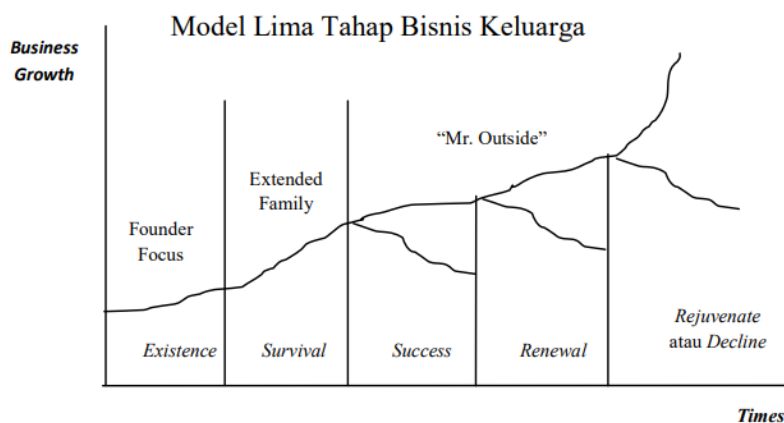 Model Lima Tahap Bisnis Keluarga
Business
Growth
“Mr. Outside”
Extended
Family
Founder
Focus
Existence
Survival
Success
Renewal
Rejuvenate
atau Decline
Times